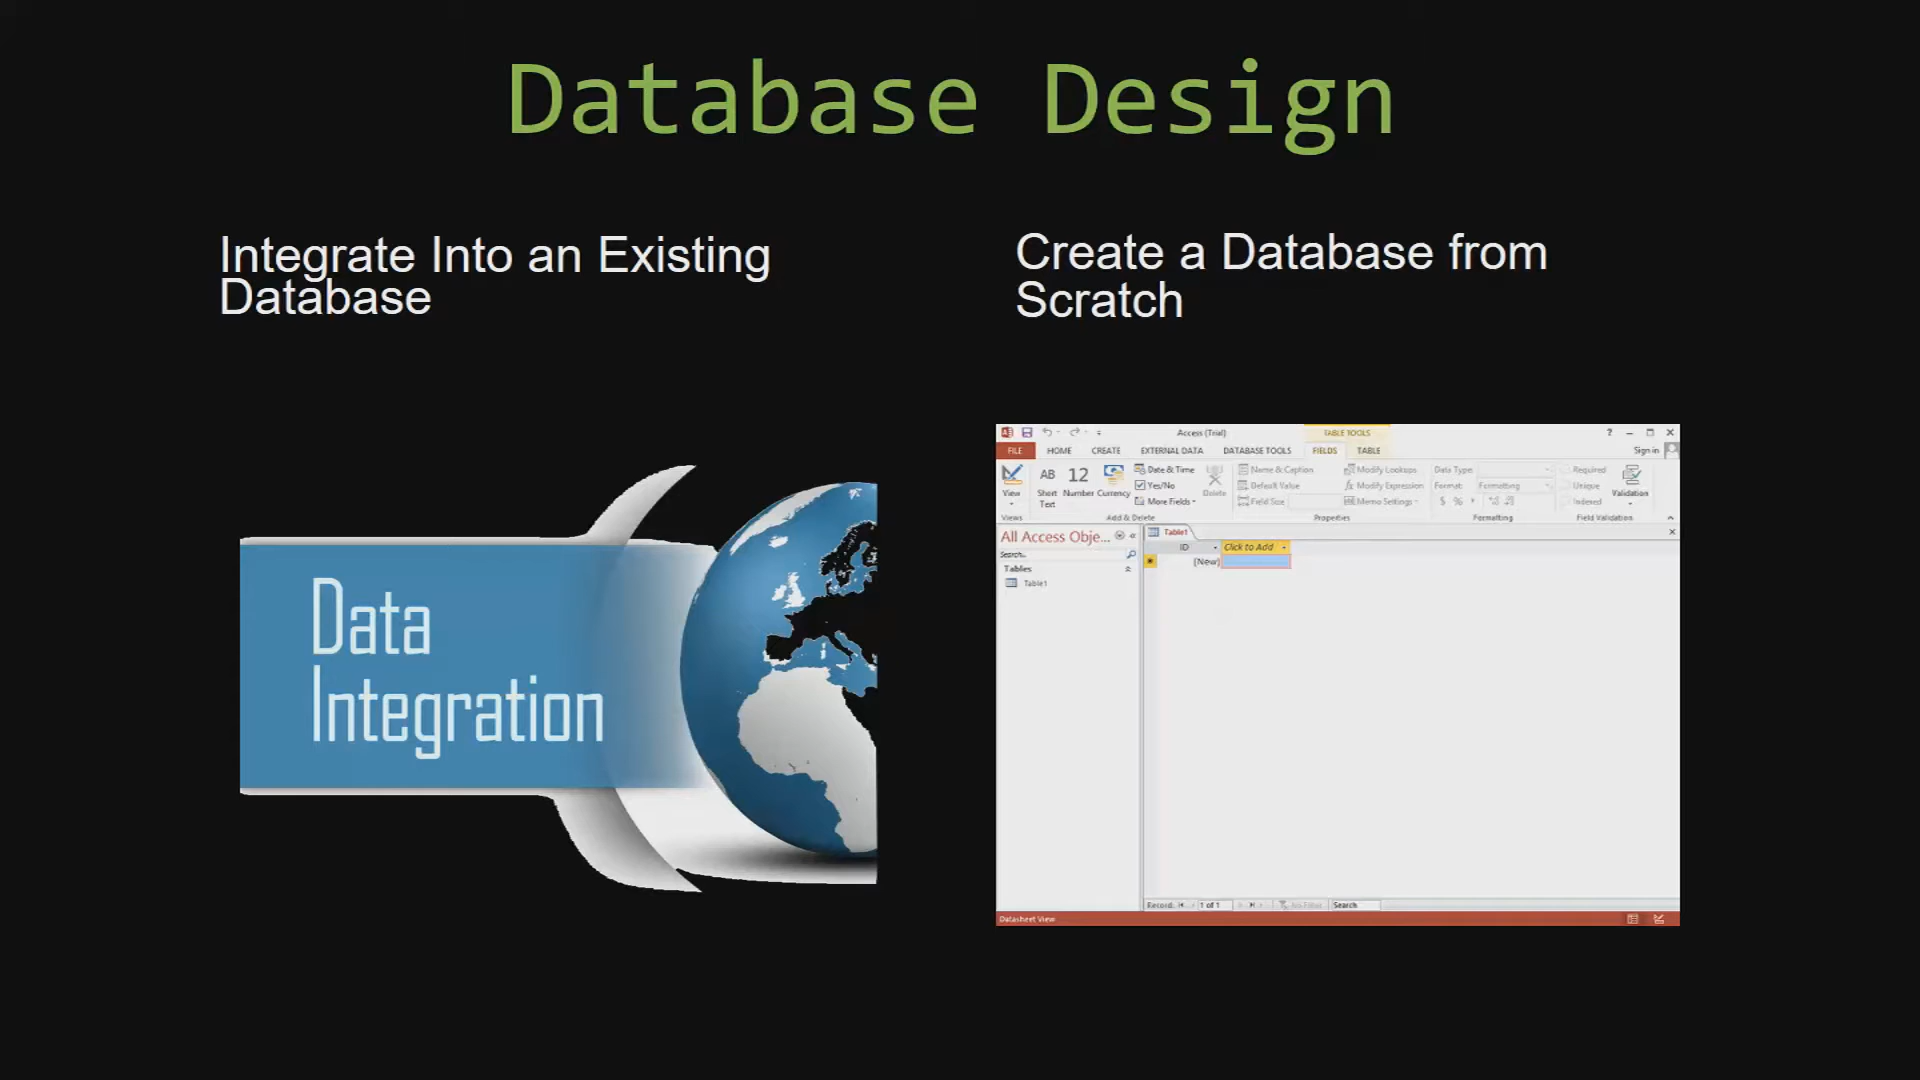 Database Design
Integrate Into an Existing
Database
Create a Database from
Scratch
Data
Integration
Access (Trial)
TABLE TOOLS
?
FILE
HOME
CREATE
EXTERNAL DATA
DATABASE TOOLS
FIELDS
TABLE
Sign in
View
AB
Short
Text
12
Number
Currency
Date & Time
Yes/No
More Fields
Delete
Name & Caption
Default Value
Field Size
Modify Lookups
Modify Expression
Memo Settings
Data Type:
Format: Formatting
$ %
Required
Unique
Indexed
Validation
Views
Add & Delete
Properties
Formatting
Field Validation
All Access Obje...
Search...
Tables
Table1
Table1
ID
Click to Add
(New)
Record: 1 of 1
No Filter
Search
Datasheet View